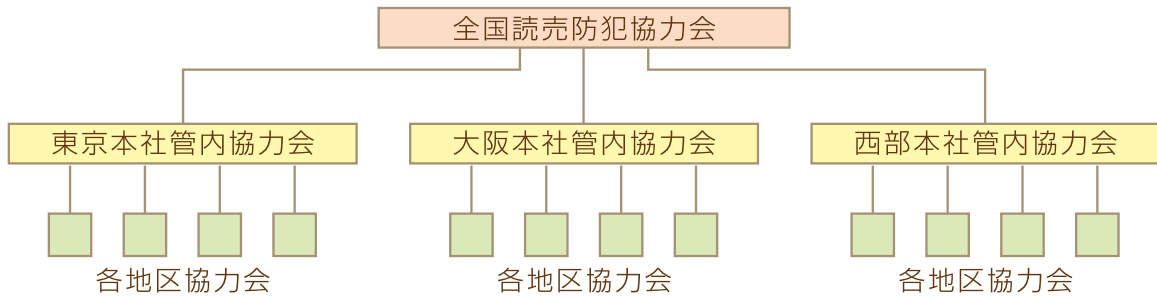 全国読売防犯協力会
東京本社管内協力会
大阪本社管内協力会
西部本社管内協力会
各地区協力会
各地区協力会
各地区協力会